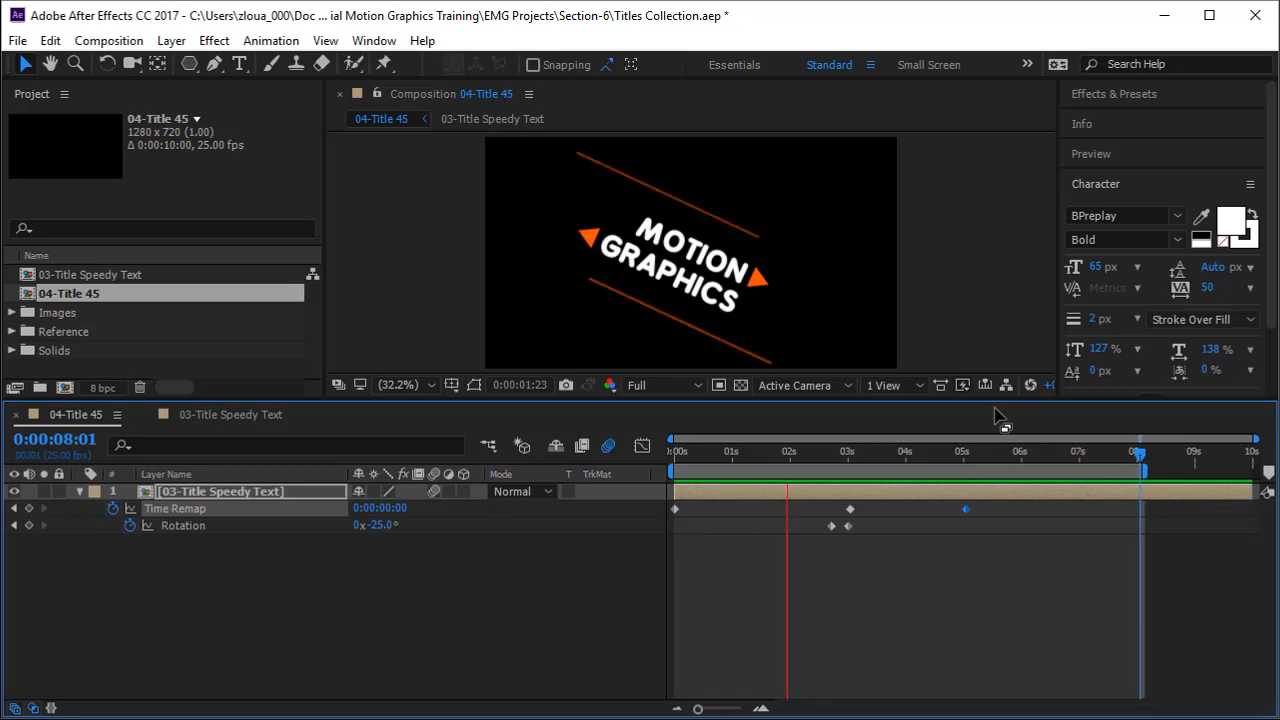 Adobe After Effects CC 2017 - C:\Users\zloua_000\Doc ... ial Motion Graphics Training\EMG Projects\Section-6\Titles Collection.aep *
File Edit Composition Layer Effect Animation View Window Help
Snapping Essentials Standard Small Screen Search Help
Project
04-Title 45
1280 x 720 (1.00)
Δ 0:00:10:00, 25.00 fps
Name
03-Title Speedy Text
04-Title 45
Images
Reference
Solids
8 bpc
Composition 04-Title 45
04-Title 45 03-Title Speedy Text
MOTION
GRAPHICS
(32.2%) 0:00:01:23 Full Active Camera 1 View +0
Effects & Presets
Info
Preview
Character
BPreplay
Bold
65 px Auto px
Metrics 50
2 px Stroke Over Fill
127 % 138 %
0 px 0 %
04-Title 45 03-Title Speedy Text
0:00:08:01
00201 (25.00 fps)
:00s 01s 02s 03s 04s 05s 06s 07s 09s 10s
# Layer Name Mode T TrkMat
1 [03-Title Speedy Text] Normal
Time Remap 0:00:00:00
Rotation 0x-25.0°